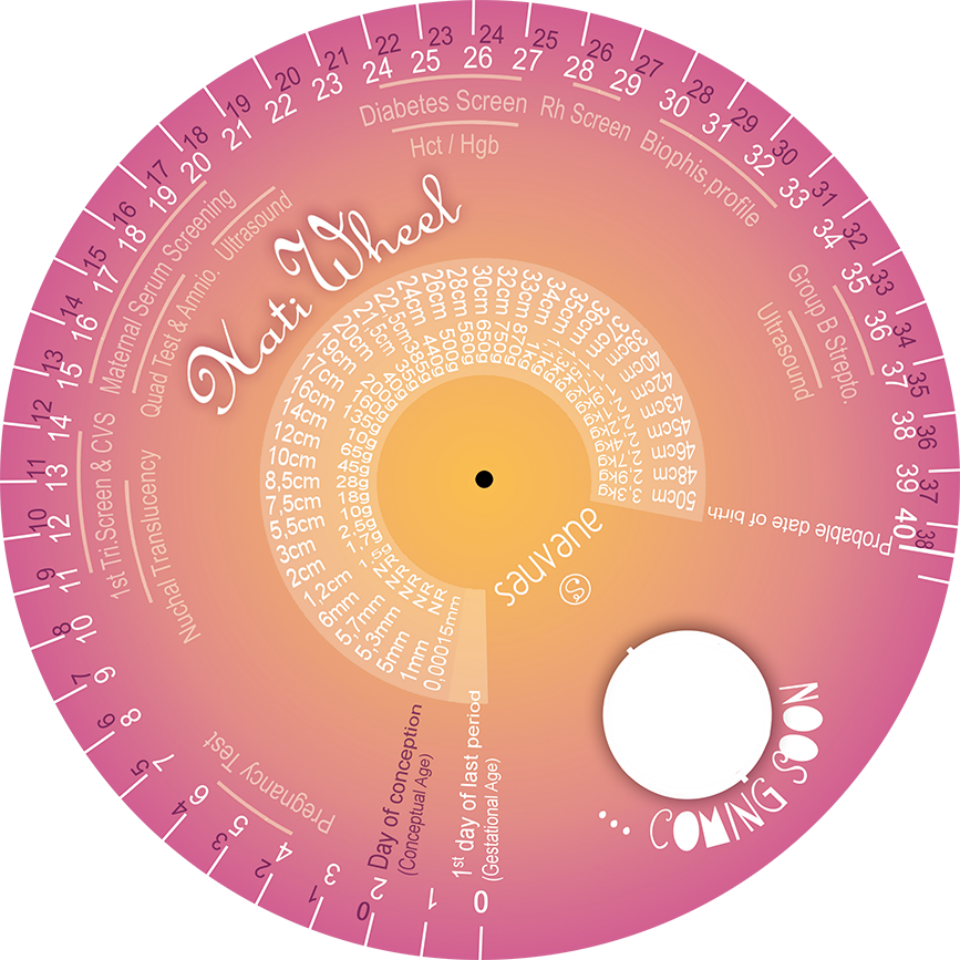 Nati Wheel
0 1 2 3 4 5 6 7 8 9 10 11 12 13 14 15 16 17 18 19 20 21 22 23 24 25 26 27 28 29 30 31 32 33 34 35 36 37 38 39 40
0 1 2 3 4 5 7 8 9 10 11 12 13 14 15 16 17 18 19 20 21 22 23 24 25 26 27 28 29 30 31 32 33 34 35 36 37 38
1st day of last period
(Gestational Age)
Day of conception
(Conceptual Age)
Pregnancy Test
Nuchal Translucency
1st Tri.Screen & CVS
Quad Test & Amnio.
Maternal Serum Screening
Ultrasound
Diabetes Screen
Hct / Hgb
Rh Screen
Biophis.profile
Group B Strepto.
Ultrasound
Probable date of birth
0,00015mm
1mm
5mm
5,3mm
5,7mm
6mm
1,2cm
2cm
3cm
5,5cm
7,5cm
8,5cm
10cm
12cm
14cm
16cm
17cm
19cm
20cm
21,5cm
22,5cm
24cm
26cm
28cm
30cm
32cm
33cm
34cm
35cm
36cm
37cm
38cm
40cm
42cm
43cm
45cm
46cm
48cm
50cm
NR
NR
NR
2,5g
10g
18g
28g
45g
65g
500g
560g
650g
750g
870g
2,4kg
2,7kg
2,9kg
3,3kg
sauvane
S
... COMING SOON